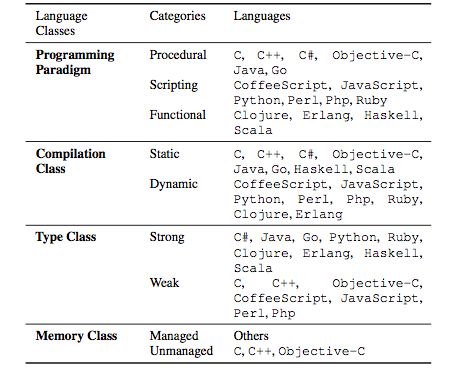 Language Classes Categories Languages
Programming Paradigm Procedural C, C++, C#, Objective-C,
Java, Go
Scripting CoffeeScript, JavaScript,
Python, Perl, Php, Ruby
Functional Clojure, Erlang, Haskell,
Scala
Compilation Class Static C, C++, C#, Objective-C,
Java, Go, Haskell, Scala
Dynamic CoffeeScript, JavaScript,
Python, Perl, Php, Ruby,
Clojure, Erlang
Type Class Strong C#, Java, Go, Python, Ruby,
Clojure, Erlang, Haskell,
Scala
Weak C, C++, Objective-C,
CoffeeScript, JavaScript,
Perl, Php
Memory Class Managed Others
Unmanaged C, C++, Objective-C